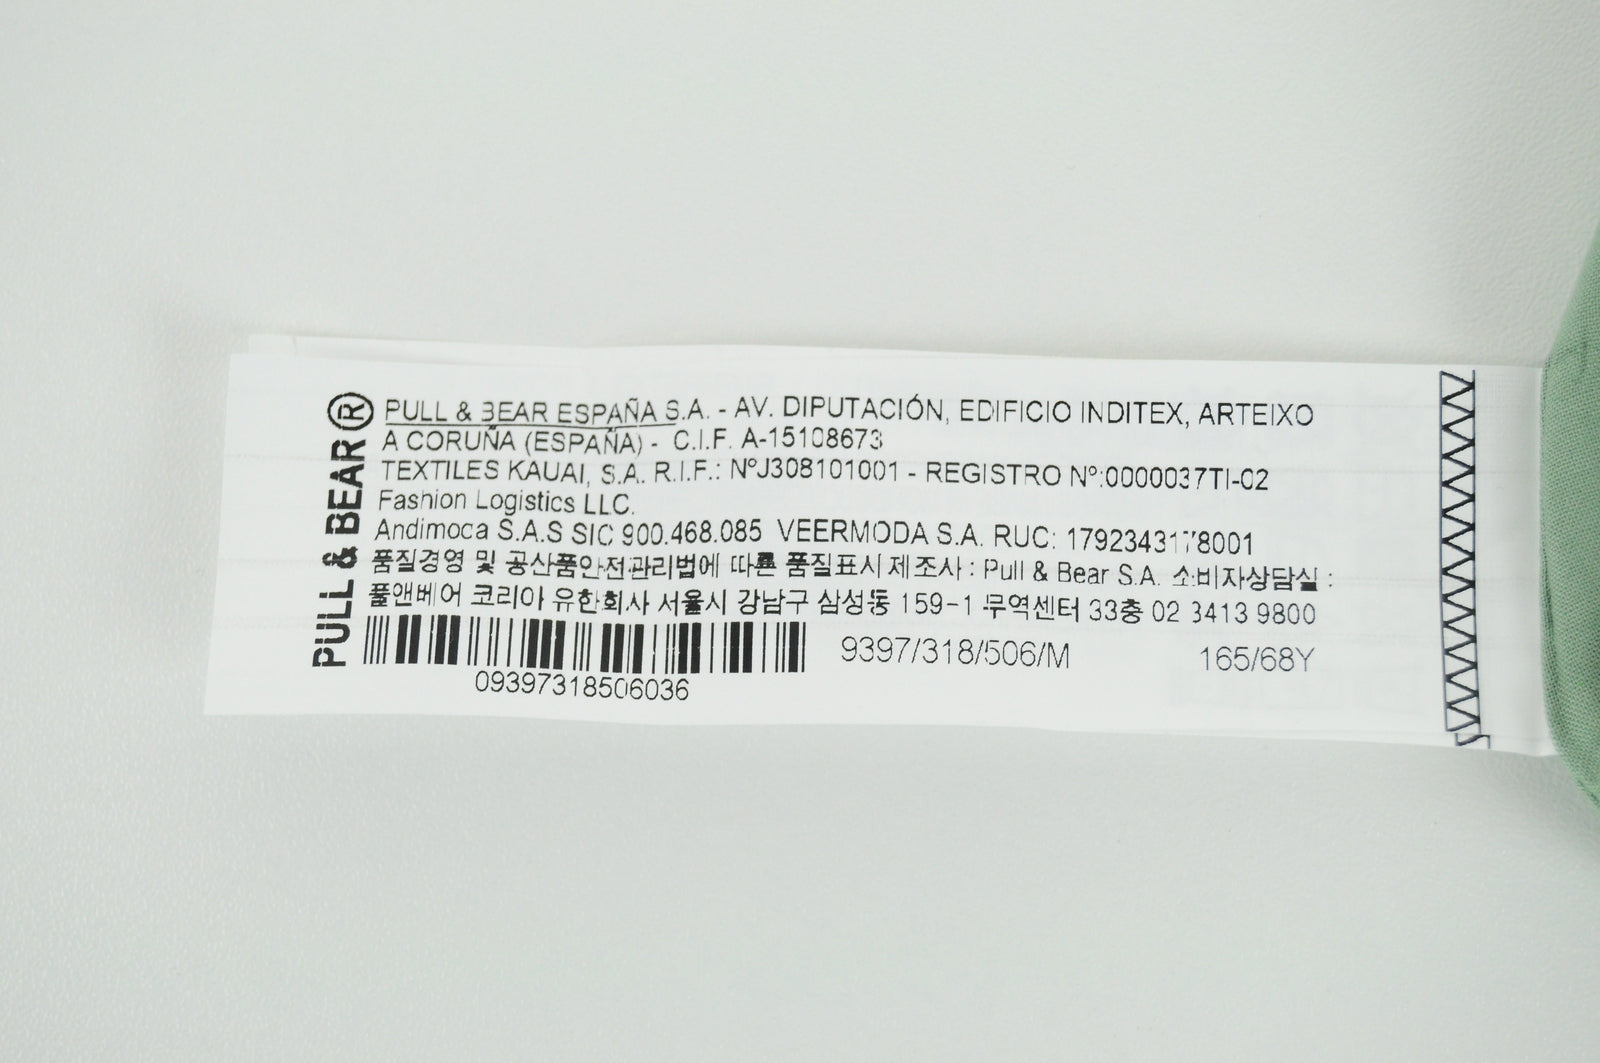 PULL & BEAR®
PULL & BEAR ESPAÑA S.A. - AV. DIPUTACIÓN, EDIFICIO INDITEX, ARTEIXO
A CORUÑA (ESPAÑA) - C.I.F. A-15108673
TEXTILES KAUAI, S.A. R.I.F.: NºJ308101001 - REGISTRO Nº:0000037TI-02
Fashion Logistics LLC.
Andimoca S.A.S SIC 900.468.085 VEERMODA S.A. RUC: 1792343178001
품질경영 및 공산품안전관리법에 따른 품질표시 제조사 : Pull & Bear S.A. 소비자상담실 :
풀앤베어 코리아 유한회사 서울시 강남구 삼성동 159-1 무역센터 33층 02 3413 9800
9397/318/506/M 165/68Y
09397318506036